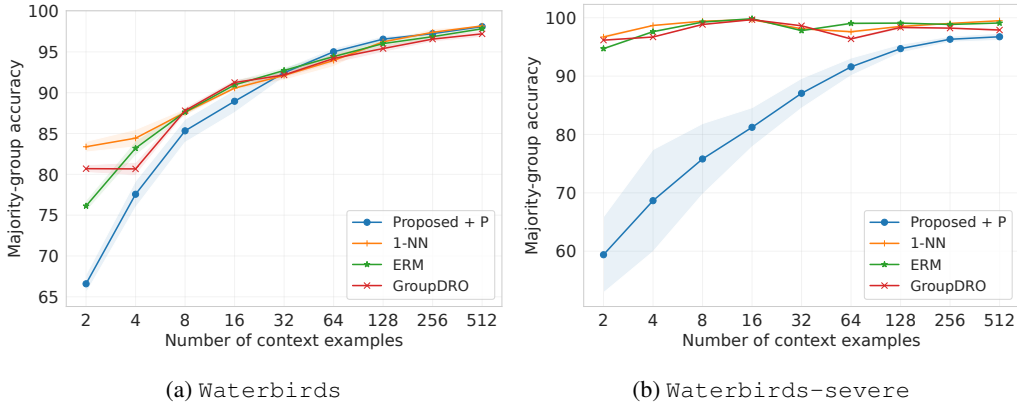 Majority-group accuracy
100
95
90
85
80
75
70
65
2 4 8 16 32 64 128 256 512
Number of context examples
Proposed + P
1-NN
ERM
GroupDRO
(a) Waterbirds
Majority-group accuracy
100
90
80
70
60
2 4 8 16 32 64 128 256 512
Number of context examples
Proposed + P
1-NN
ERM
GroupDRO
(b) Waterbirds-severe